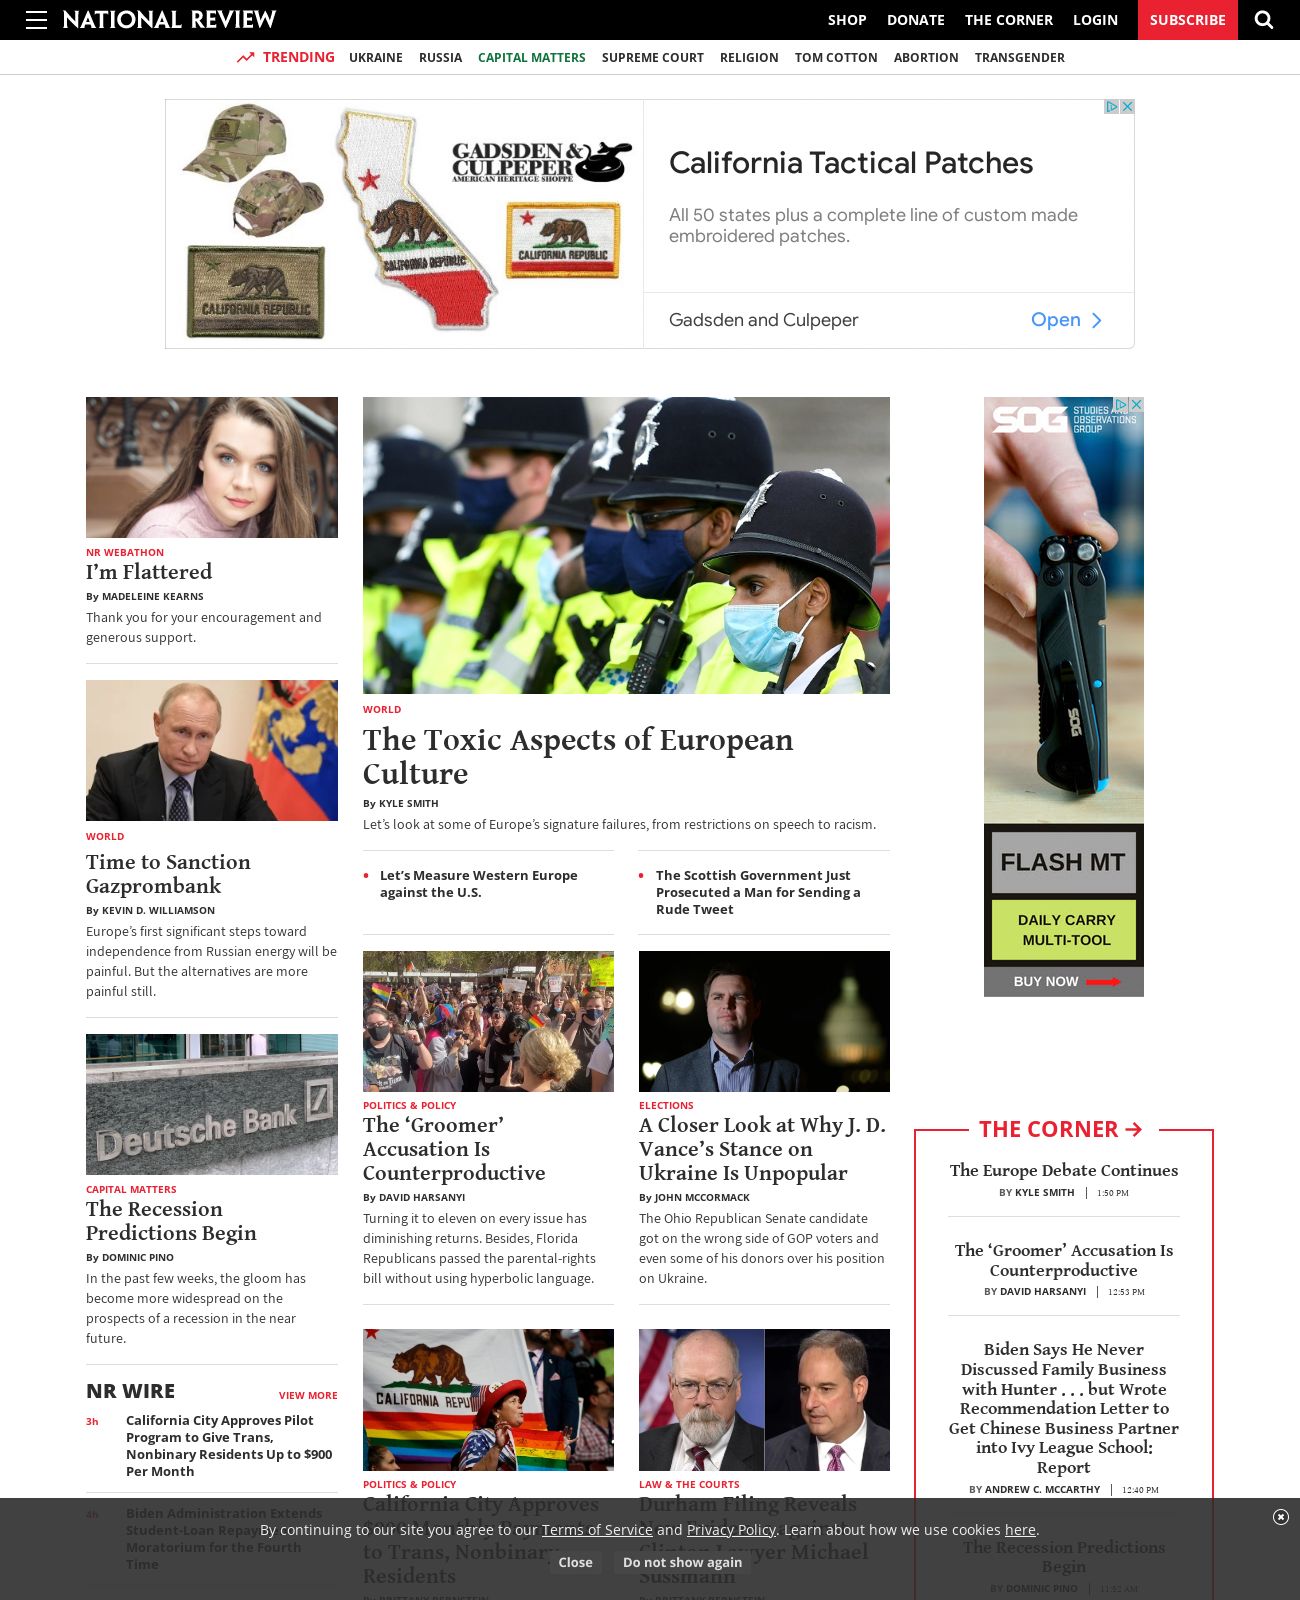 NATIONAL REVIEW
SHOP DONATE THE CORNER LOGIN SUBSCRIBE
TRENDING UKRAINE RUSSIA CAPITAL MATTERS SUPREME COURT RELIGION TOM COTTON ABORTION TRANSGENDER
GADSDEN &
CULPEPER
AMERICAN HERITAGE SHOPPE
CALIFORNIA REPUBLIC
CALIFORNIA REPUBLIC
CALIFORNIA REPUBLIC
California Tactical Patches
All 50 states plus a complete line of custom made
embroidered patches.
Gadsden and Culpeper
Open
NR WEBATHON
I'm Flattered
By MADELEINE KEARNS
Thank you for your encouragement and
generous support.
WORLD
Time to Sanction
Gazprombank
By KEVIN D. WILLIAMSON
Europe's first significant steps toward
independence from Russian energy will be
painful. But the alternatives are more
painful still.
Deutsche Bank
CAPITAL MATTERS
The Recession
Predictions Begin
By DOMINIC PINO
In the past few weeks, the gloom has
become more widespread on the
prospects of a recession in the near
future.
NR WIRE
VIEW MORE
3h
California City Approves Pilot
Program to Give Trans,
Nonbinary Residents Up to $900
Per Month
4h
Biden Administration Extends
Student-Loan Repay
Moratorium for the Fourth
Time
WORLD
The Toxic Aspects of European
Culture
By KYLE SMITH
Let's look at some of Europe's signature failures, from restrictions on speech to racism.
Let's Measure Western Europe
against the U.S.
The Scottish Government Just
Prosecuted a Man for Sending a
Rude Tweet
POLITICS & POLICY
The 'Groomer'
Accusation Is
Counterproductive
By DAVID HARSANYI
Turning it to eleven on every issue has
diminishing returns. Besides, Florida
Republicans passed the parental-rights
bill without using hyperbolic language.
ELECTIONS
A Closer Look at Why J. D.
Vance's Stance on
Ukraine Is Unpopular
By JOHN MCCORMACK
The Ohio Republican Senate candidate
got on the wrong side of GOP voters and
even some of his donors over his position
on Ukraine.
CALIFORNIA REPUB
POLITICS & POLICY
California City Approves
to Trans, Nonbinary
Residents
By BRITTANY BERNSTEIN
LAW & THE COURTS
Durham Filing Reveals
Clinton Lawyer Michael
Sussmann
By BRITTANY BERNSTEIN
SOG STUDIES AND
OBSERVATIONS
GROUP
SOG
FLASH MT
DAILY CARRY
MULTI-TOOL
BUY NOW
THE CORNER
The Europe Debate Continues
BY KYLE SMITH | 1:50 PM
The 'Groomer' Accusation Is
Counterproductive
BY DAVID HARSANYI | 12:53 PM
Biden Says He Never
Discussed Family Business
with Hunter . . . but Wrote
Recommendation Letter to
Get Chinese Business Partner
into Ivy League School:
Report
BY ANDREW C. MCCARTHY | 12:40 PM
The Recession Predictions
Begin
BY DOMINIC PINO | 11:52 AM
By continuing to our site you agree to our Terms of Service and Privacy Policy. Learn about how we use cookies here.
Close
Do not show again